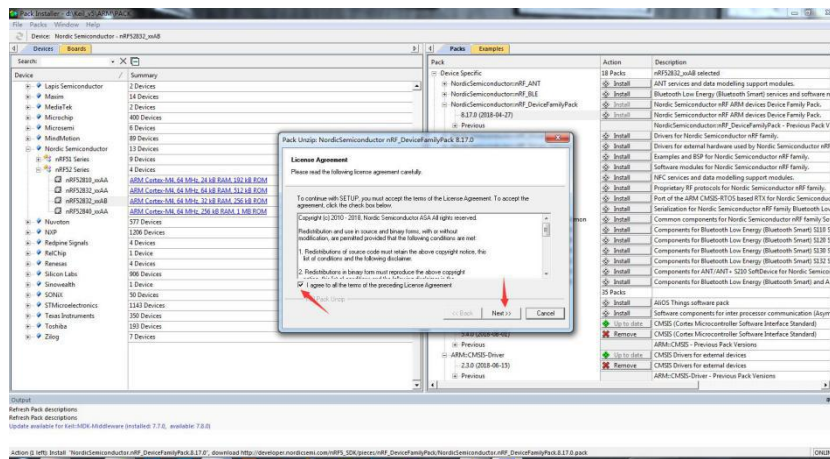 Pack Installer - d:\Keil_v5\ARM\PACK
File Packs Window Help
Device: Nordic Semiconductor - nRF52832_xxAB
Devices Boards
Search:
Device / Summary
Lapis Semiconductor 2 Devices
Maxim 14 Devices
MediaTek 2 Devices
Microchip 400 Devices
Microsemi 6 Devices
MindMotion 89 Devices
Nordic Semiconductor 13 Devices
nRF51 Series 9 Devices
nRF52 Series 4 Devices
nRF52810_xxAA ARM Cortex-M4, 64 MHz, 24 kB RAM, 192 kB ROM
nRF52832_xxAA ARM Cortex-M4, 64 MHz, 64 kB RAM, 512 kB ROM
nRF52832_xxAB ARM Cortex-M4, 64 MHz, 32 kB RAM, 256 kB ROM
nRF52840_xxAA ARM Cortex-M4, 64 MHz, 256 kB RAM, 1 MB ROM
Nuvoton 577 Devices
NXP 1206 Devices
Redpine Signals 4 Devices
RelChip 1 Device
Renesas 4 Devices
Silicon Labs 906 Devices
Sinowealth 1 Device
SONiX 50 Devices
STMicroelectronics 1143 Devices
Texas Instruments 350 Devices
Toshiba 193 Devices
Zilog 7 Devices
Packs Examples
Pack Action Description
Device Specific 18 Packs nRF52832_xxAB selected
NordicSemiconductor::nRF_ANT Install ANT services and data modelling support modules.
NordicSemiconductor::nRF_BLE Install Bluetooth Low Energy (Bluetooth Smart) services and software
NordicSemiconductor::nRF_DeviceFamilyPack Install Nordic Semiconductor nRF ARM devices Device Family Pack.
8.17.0 (2018-04-27) Install Nordic Semiconductor nRF ARM devices Device Family Pack.
Previous NordicSemiconductor::nRF_DeviceFamilyPack - Previous Pack
Install Drivers for Nordic Semiconductor nRF family.
Install Drivers for external hardware used by Nordic Semiconductor
Install Examples and BSP for Nordic Semiconductor nRF family.
Install Software modules for Nordic Semiconductor nRF family.
Install NFC services and data modelling support modules.
Install Proprietary RF protocols for Nordic Semiconductor nRF family.
Install Port of the ARM CMSIS-RTOS based RTX for Nordic
Install Serialization for Nordic Semiconductor nRF family Bluetooth
Install Common components for Nordic Semiconductor nRF family
Install Components for Bluetooth Low Energy (Bluetooth Smart) S110
Install Components for Bluetooth Low Energy (Bluetooth Smart) S120
Install Components for Bluetooth Low Energy (Bluetooth Smart) S130
Install Components for Bluetooth Low Energy (Bluetooth Smart) S132
Install Components for ANT/ANT+ S210 SoftDevice for Nordic
Install Components for Bluetooth Low Energy (Bluetooth Smart) and
35 Packs
Install AliOS Things software pack
Install Software components for inter processor communication
Up to date CMSIS (Cortex Microcontroller Software Interface Standard)
5.4.0 (2018-08-01) Remove CMSIS (Cortex Microcontroller Software Interface Standard)
Previous ARM::CMSIS - Previous Pack Versions
ARM::CMSIS-Driver Up to date CMSIS Drivers for external devices
2.3.0 (2018-06-15) Remove CMSIS Drivers for external devices
Previous ARM::CMSIS-Driver - Previous Pack Versions
Pack Unzip: NordicSemiconductor nRF_DeviceFamilyPack 8.17.0
License Agreement
Please read the following license agreement carefully.
To continue with SETUP, you must accept the terms of the License Agreement. To accept the
agreement, click the check box below.
Copyright (c) 2010 - 2018, Nordic Semiconductor ASA All rights reserved.
Redistribution and use in source and binary forms, with or without
modification, are permitted provided that the following conditions are met:
1. Redistributions of source code must retain the above copyright notice, this
list of conditions and the following disclaimer.
2. Redistributions in binary form must reproduce the above copyright
I agree to all the terms of the preceding License Agreement
Pack Unzip
<< Back Next >> Cancel
Output
Refresh Pack descriptions
Refresh Pack descriptions
Update available for Keil::MDK-Middleware (installed: 7.7.0, available: 7.8.0)
Action (1 left): Install "NordicSemiconductor.nRF_DeviceFamilyPack.8.17.0", download http://developer.nordicsemi.com/nRF5_SDK/pieces/nRF_DeviceFamilyPack/NordicSemiconductor.nRF_DeviceFamilyPack.8.17.0.pack